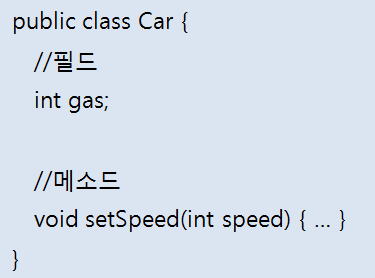 public class Car {
//필드
int gas;
//메소드
void setSpeed(int speed) { ... }
}